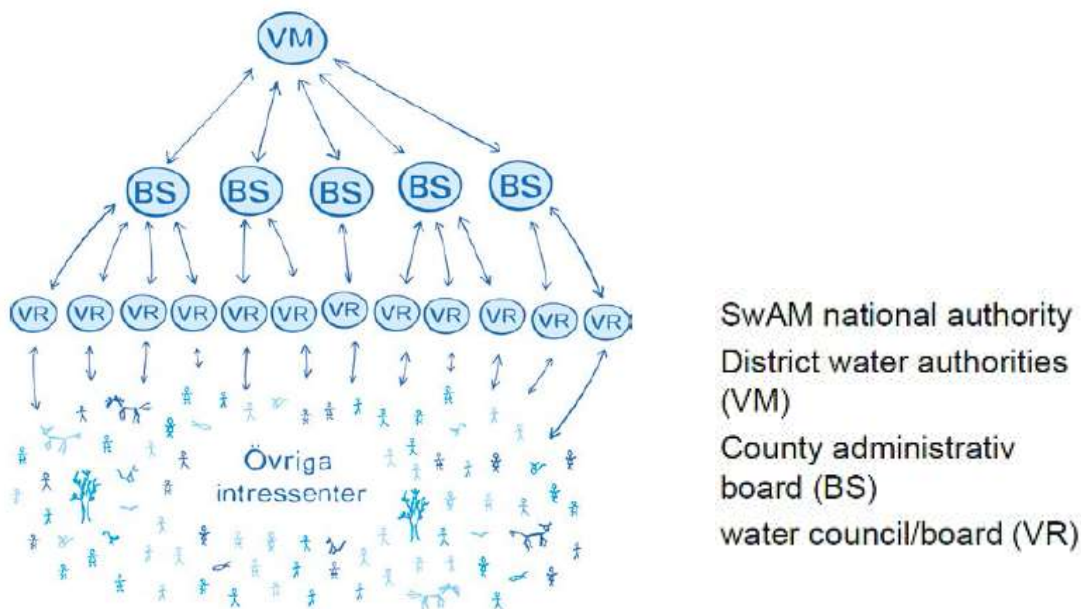 VM
BS BS BS BS BS
VR VR VR VR VR VR VR VR VR VR VR VR
Övriga
intressenter
SwAM national authority
District water authorities
(VM)
County administrativ
board (BS)
water council/board (VR)